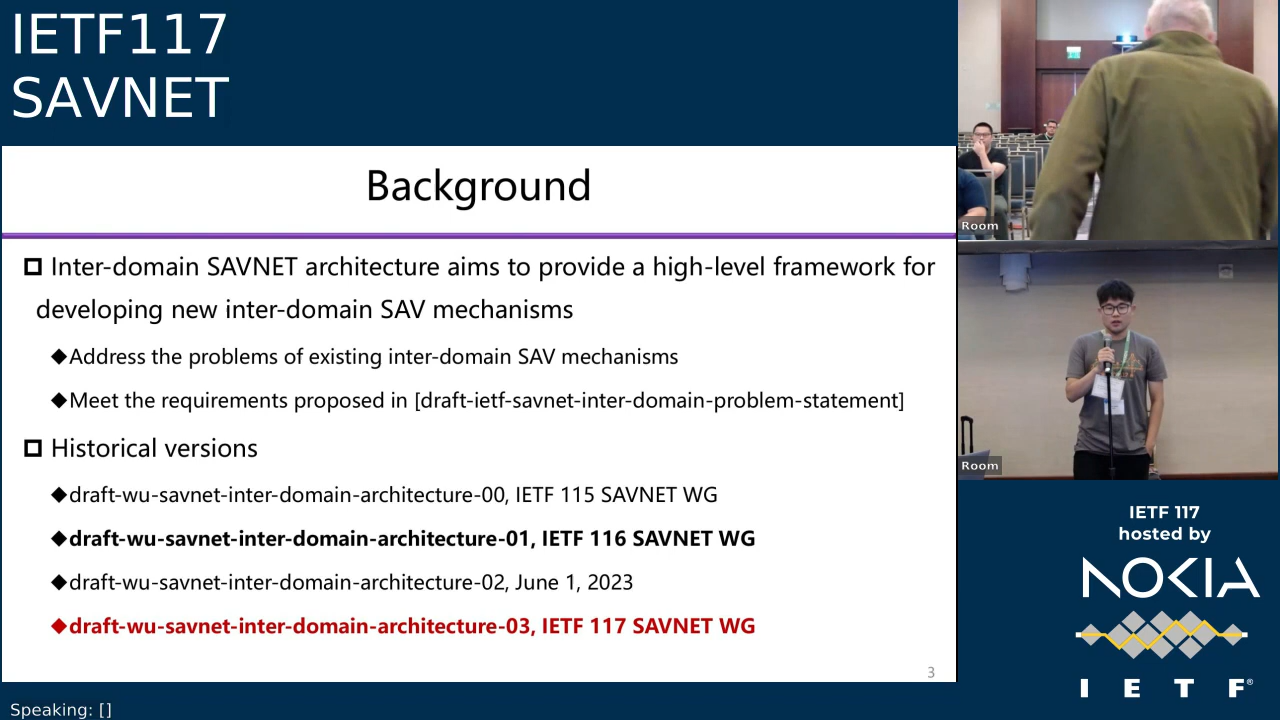 IETF117
SAVNET
Background
Inter-domain SAVNET architecture aims to provide a high-level framework for
developing new inter-domain SAV mechanisms
◆Address the problems of existing inter-domain SAV mechanisms
◆Meet the requirements proposed in [draft-ietf-savnet-inter-domain-problem-statement]
Historical versions
◆draft-wu-savnet-inter-domain-architecture-00, IETF 115 SAVNET WG
◆draft-wu-savnet-inter-domain-architecture-01, IETF 116 SAVNET WG
◆draft-wu-savnet-inter-domain-architecture-02, June 1, 2023
◆draft-wu-savnet-inter-domain-architecture-03, IETF 117 SAVNET WG
3
Speaking: []
Room
Room
IETF 117
hosted by
NOKIA
IETF®